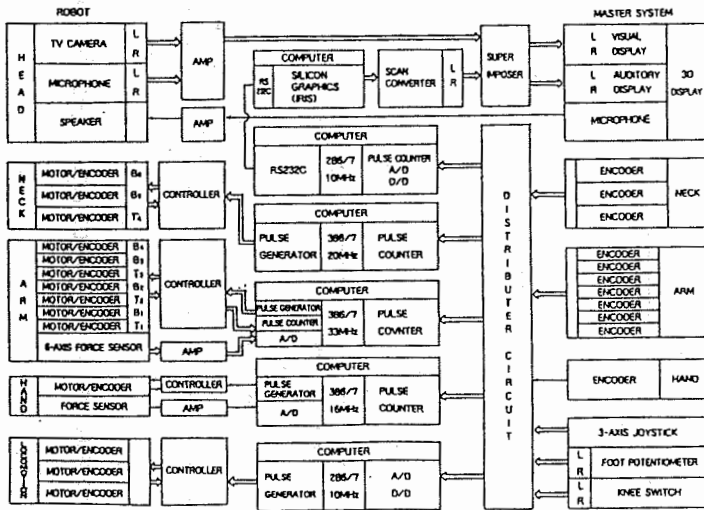 ROBOT
MASTER SYSTEM
HEAD
TV CAMERA
L
R
MICROPHONE
L
R
SPEAKER
AMP
AMP
COMPUTER
RS
232C
SILICON
GRAPHICS
(IRIS)
SCAN
CONVERTER
L
R
SUPER
IMPOSER
L VISUAL
R DISPLAY
L AUDITORY
R DISPLAY
MICROPHONE
3D
DISPLAY
NECK
MOTOR/ENCODER
MOTOR/ENCODER
MOTOR/ENCODER
CONTROLLER
COMPUTER
RS232C
286/7
10MHz
PULSE COUNTER
A/D
D/D
DISTRIBUTER CIRCUIT
ENCODER
ENCODER
ENCODER
NECK
COMPUTER
PULSE
GENERATOR
386/7
20MHz
PULSE
COUNTER
ARM
MOTOR/ENCODER
MOTOR/ENCODER
MOTOR/ENCODER
MOTOR/ENCODER
MOTOR/ENCODER
MOTOR/ENCODER
MOTOR/ENCODER
6-AXIS FORCE SENSOR
CONTROLLER
AMP
COMPUTER
PULSE GENERATOR
PULSE COUNTER
A/D
386/7
33MHz
PULSE
COVNTER
ENCODER
ENCODER
ENCODER
ENCODER
ENCODER
ENCODER
ENCODER
ARM
HAND
MOTOR/ENCODER
FORCE SENSOR
CONTROLLER
AMP
COMPUTER
PULSE
GENERATOR
A/D
386/7
16MHz
PULSE
COUNTER
ENCODER
HAND
LOCMOTION
MOTOR/ENCODER
MOTOR/ENCODER
MOTOR/ENCODER
CONTROLLER
COMPUTER
PULSE
GENERATOR
286/7
10MHz
A/D
D/D
3-AXIS JOYSTICK
L
R
FOOT POTENTIOMETER
L
R
KNEE SWITCH